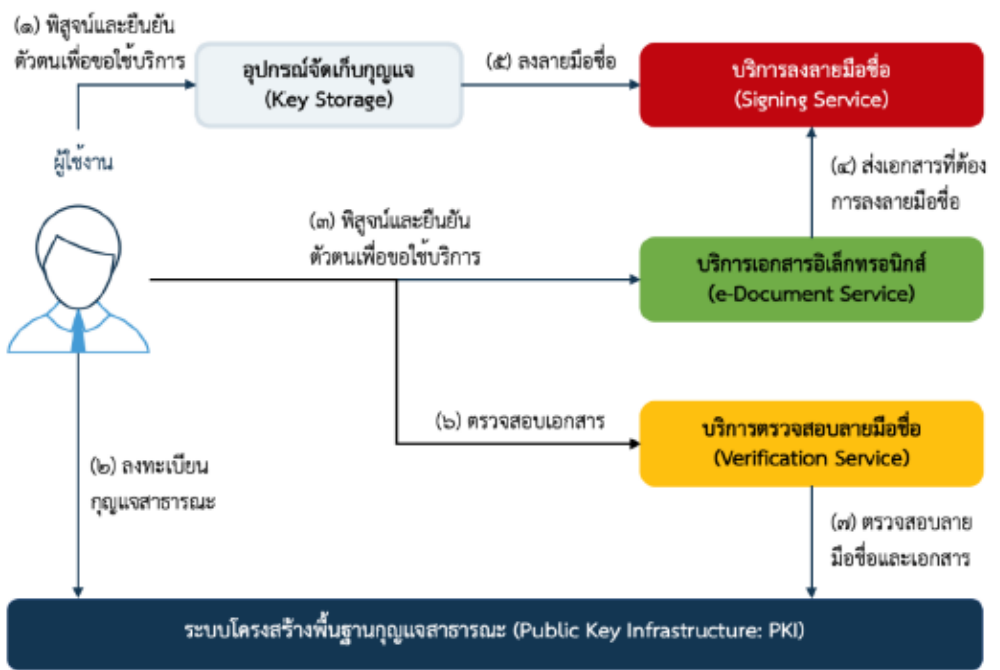 (๑) พิสูจน์และยืนยัน
ตัวตนเพื่อขอใช้บริการ
อุปกรณ์จัดเก็บกุญแจ
(Key Storage)
(๕) ลงลายมือชื่อ
บริการลงลายมือชื่อ
(Signing Service)
ผู้ใช้งาน
(๔) ส่งเอกสารที่ต้อง
การลงลายมือชื่อ
(๓) พิสูจน์และยืนยัน
ตัวตนเพื่อขอใช้บริการ
บริการเอกสารอิเล็กทรอนิกส์
(e-Document Service)
(๖) ตรวจสอบเอกสาร
บริการตรวจสอบลายมือชื่อ
(Verification Service)
(๒) ลงทะเบียน
กุญแจสาธารณะ
(๗) ตรวจสอบลาย
มือชื่อและเอกสาร
ระบบโครงสร้างพื้นฐานกุญแจสาธารณะ (Public Key Infrastructure: PKI)